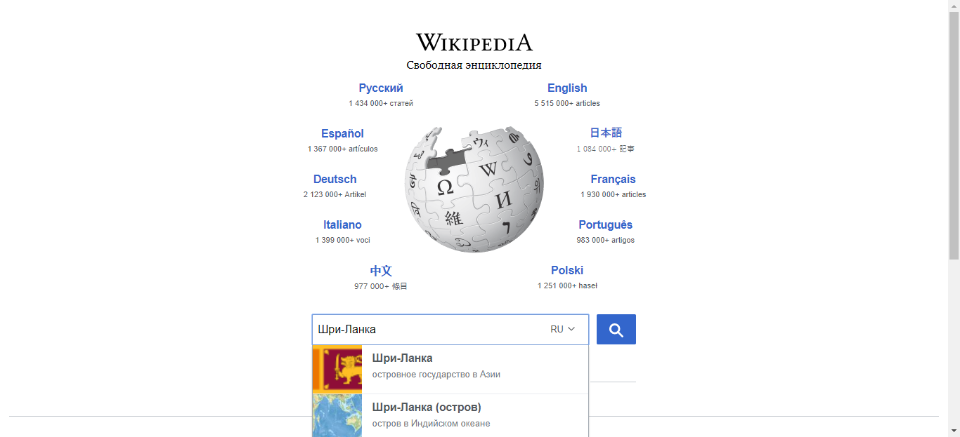 WIKIPEDIA
Свободная энциклопедия
Русский
1 434 000+ статей
English
5 515 000+ articles
Español
1 367 000+ artículos
日本語
1 084 000+ 記事
Deutsch
2 123 000+ Artikel
Français
1 930 000+ articles
Italiano
1 399 000+ voci
Português
983 000+ artigos
中文
977 000+ 條目
Polski
1 251 000+ haseł
Ω
W
И
維
ウィ
Шри-Ланка
RU
Шри-Ланка
островное государство в Азии
Шри-Ланка (остров)
остров в Индийском океане